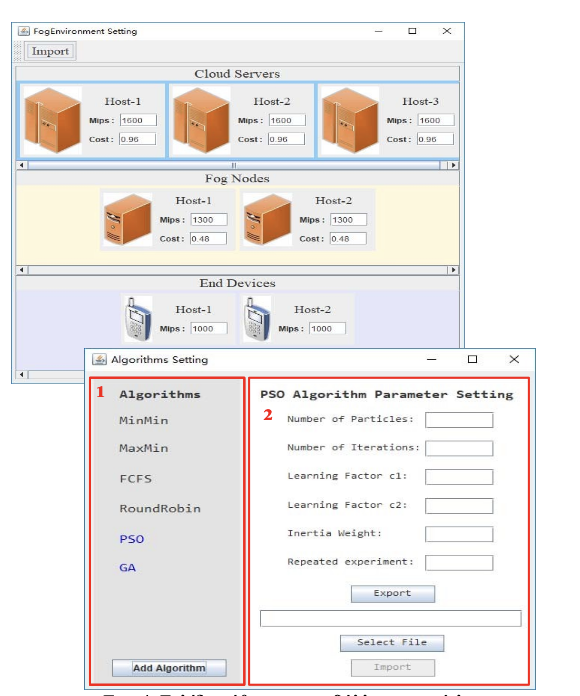 FogEnvironment Setting
Import
Cloud Servers
Host-1
Mips : 1600
Cost : 0.96
Host-2
Mips : 1600
Cost : 0.96
Host-3
Mips : 1600
Cost : 0.96
Fog Nodes
Host-1
Mips : 1300
Cost : 0.48
Host-2
Mips : 1300
Cost : 0.48
End Devices
Host-1
Mips : 1000
Host-2
Mips : 1000
Algorithms Setting
1 Algorithms
MinMin
MaxMin
FCFS
RoundRobin
PSO
GA
Add Algorithm
PSO Algorithm Parameter Setting
2 Number of Particles:
Number of Iterations:
Learning Factor c1:
Learning Factor c2:
Inertia Weight:
Repeated experiment:
Export
Select File
Import